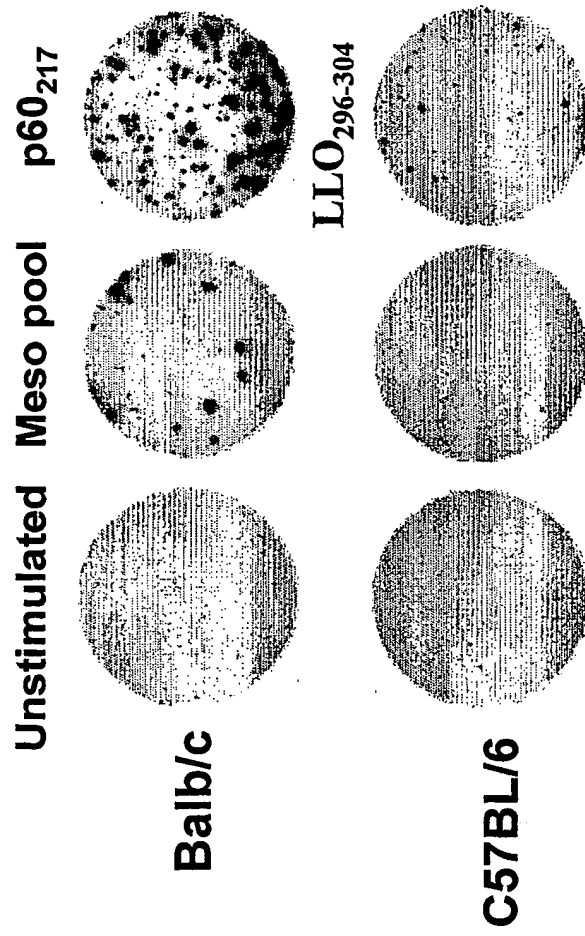 Unstimulated Meso pool p60₂₁₇
Balb/c
LLO₂₉₆₋₃₀₄
C57BL/6